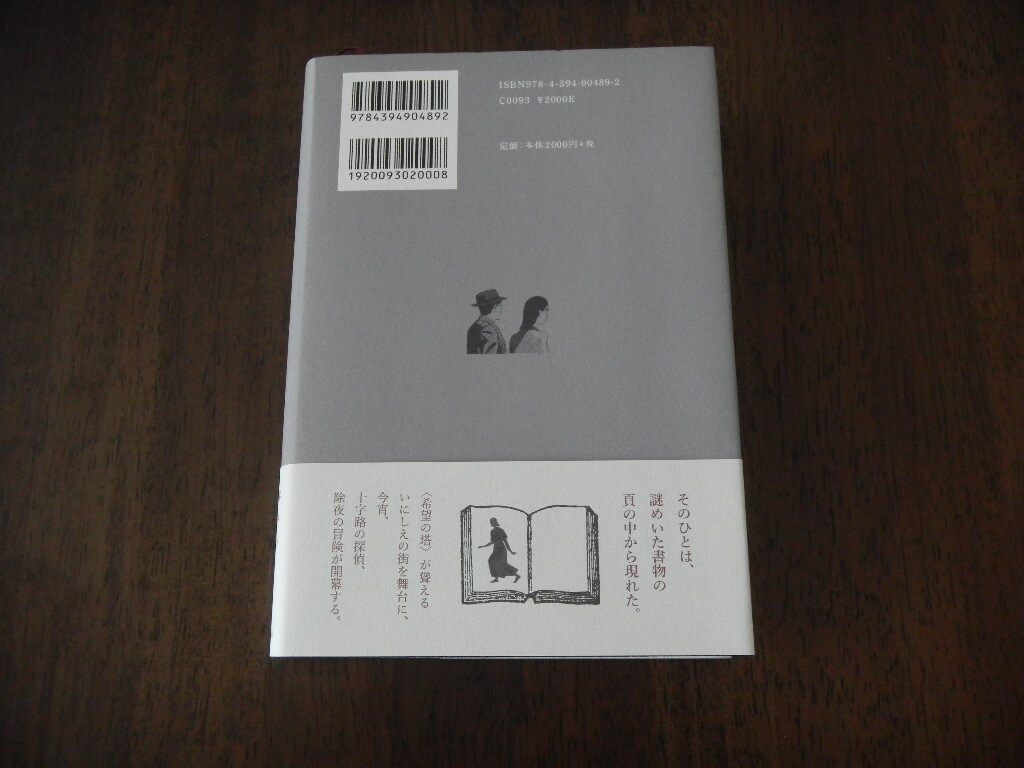 9784394904892
1920093020008
ISBN978-4-394-90489-2
C0093 ¥2000E
定価：本体2000円+税
そのひとは、
謎めいた書物の
頁の中から現れた。
〈希望の塔〉が聳える
いにしえの街を舞台に、
今宵、
十字路の探偵、
除夜の冒険が開幕する。